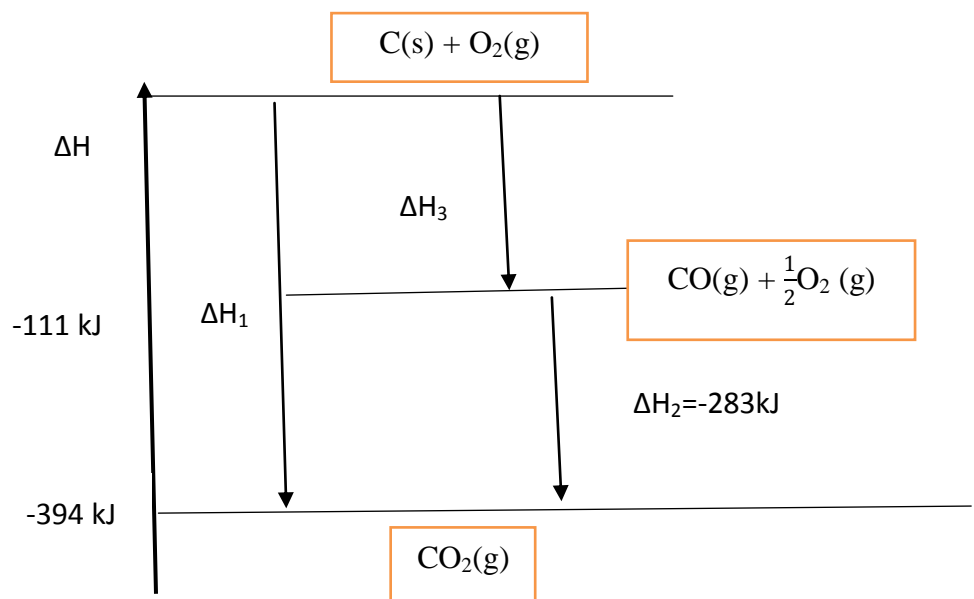 C(s) + O₂(g)
ΔH
ΔH₃
CO(g) + ½O₂ (g)
ΔH₁
-111 kJ
ΔH₂=-283kJ
-394 kJ
CO₂(g)